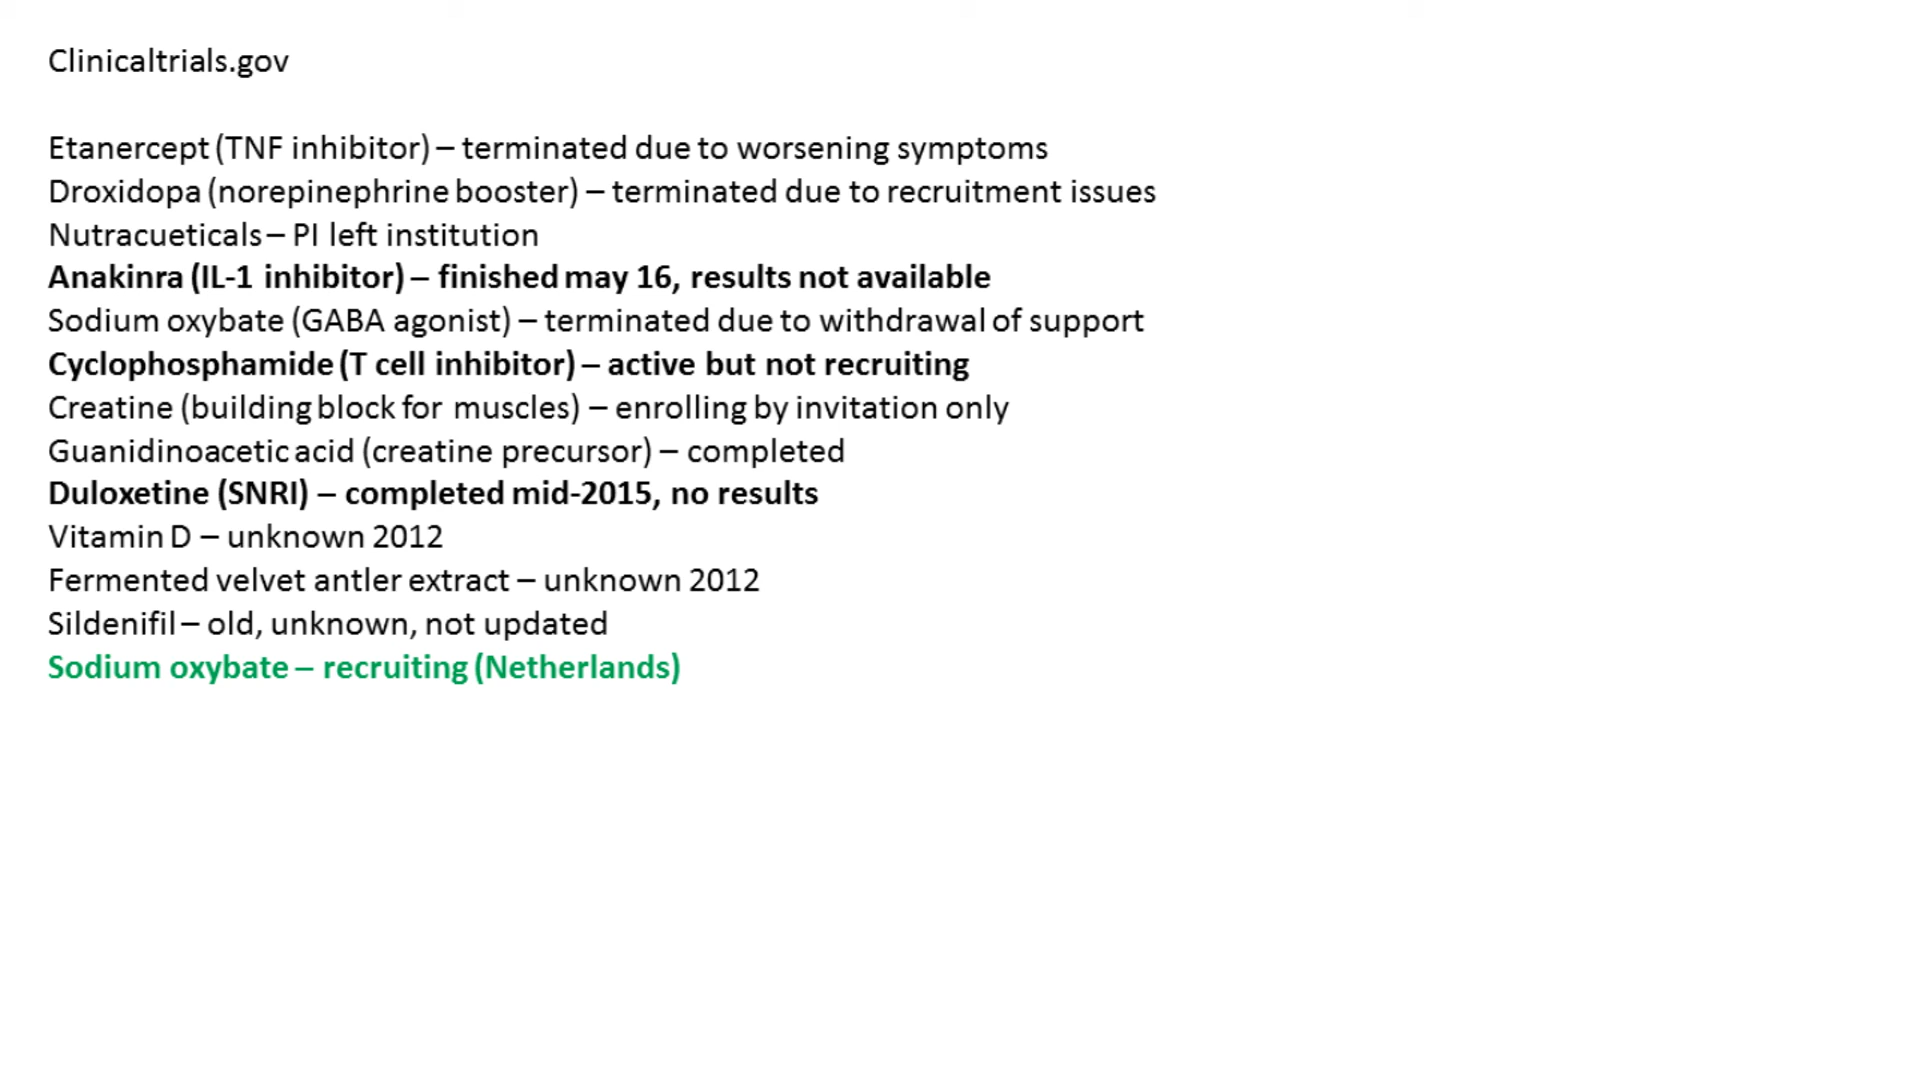 Clinicaltrials.gov
Etanercept (TNF inhibitor) – terminated due to worsening symptoms
Droxidopa (norepinephrine booster) – terminated due to recruitment issues
Nutracueticals – PI left institution
Anakinra (IL-1 inhibitor) – finished may 16, results not available
Sodium oxybate (GABA agonist) – terminated due to withdrawal of support
Cyclophosphamide (T cell inhibitor) – active but not recruiting
Creatine (building block for muscles) – enrolling by invitation only
Guanidinoacetic acid (creatine precursor) – completed
Duloxetine (SNRI) – completed mid-2015, no results
Vitamin D – unknown 2012
Fermented velvet antler extract – unknown 2012
Sildenifil – old, unknown, not updated
Sodium oxybate – recruiting (Netherlands)